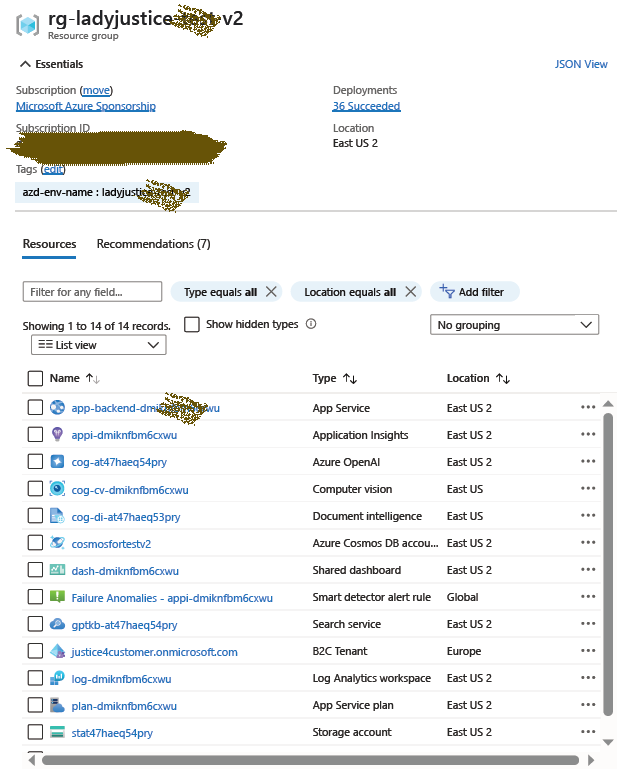 rg-ladyjustice-test-v2
Resource group
Essentials
JSON View
Subscription (move)
Microsoft Azure Sponsorship
Deployments
36 Succeeded
Subscription ID
Location
East US 2
Tags (edit)
azd-env-name : ladyjustice-test-v2
Resources Recommendations (7)
Filter for any field...
Type equals all
Location equals all
Add filter
Showing 1 to 14 of 14 records.
Show hidden types
No grouping
List view
Name Type Location
app-backend- App Service East US 2
appi-dmiknfbm6cxwu Application Insights East US 2
cog-at47haeq54pry Azure OpenAI East US 2
cog-cv-dmiknfbm6cxwu Computer vision East US
cog-di-at47haeq53pry Document intelligence East US
cosmosfortestv2 Azure Cosmos DB accou... East US 2
dash-dmiknfbm6cxwu Shared dashboard East US 2
Failure Anomalies - appi-dmiknfbm6cxwu Smart detector alert rule Global
gptkb-at47haeq54pry Search service East US 2
justice4customer.onmicrosoft.com B2C Tenant Europe
log-dmiknfbm6cxwu Log Analytics workspace East US 2
plan-dmiknfbm6cxwu App Service plan East US 2
stat47haeq54pry Storage account East US 2